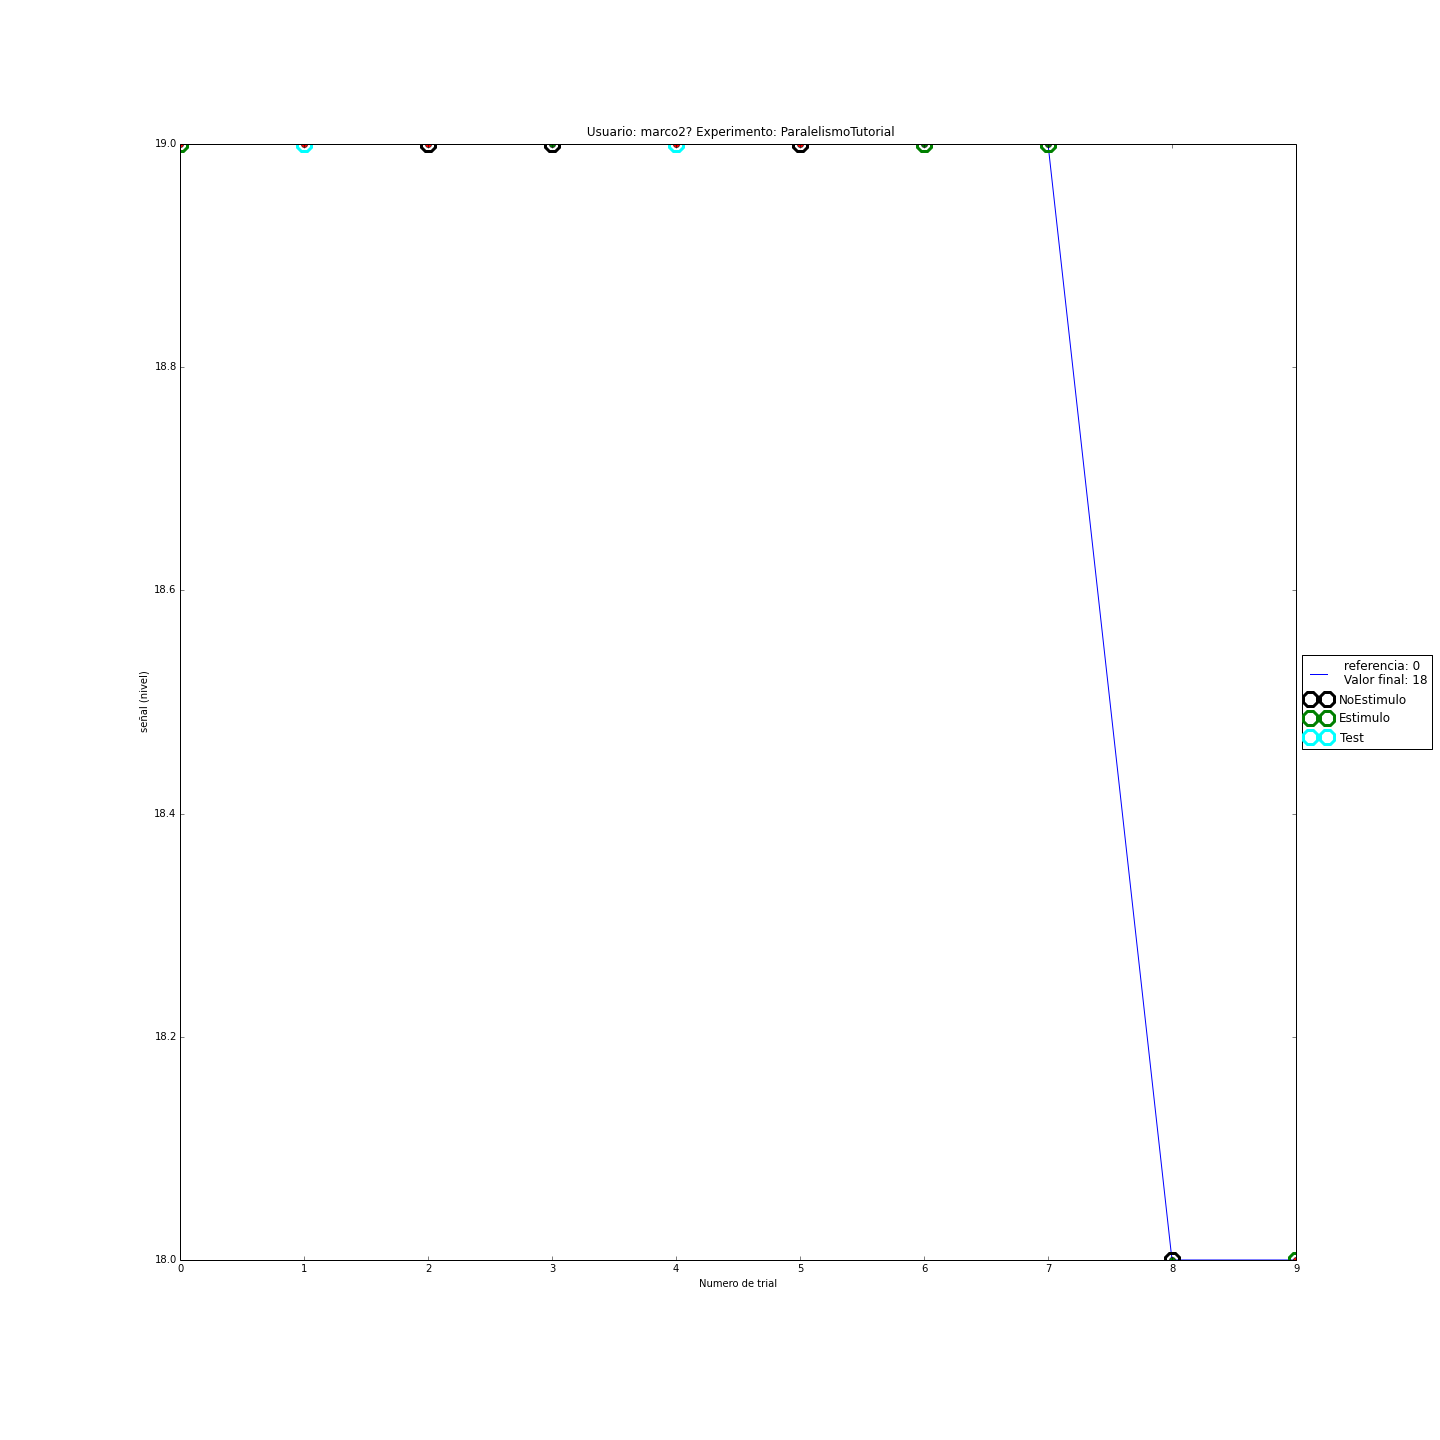 Usuario: marco2? Experimento: ParalelismoTutorial
19.0
18.8
18.6
18.4
18.2
18.0
señal (nivel)
0 1 2 3 4 5 6 7 8 9
Numero de trial
referencia: 0
Valor final: 18
NoEstimulo
Estimulo
Test